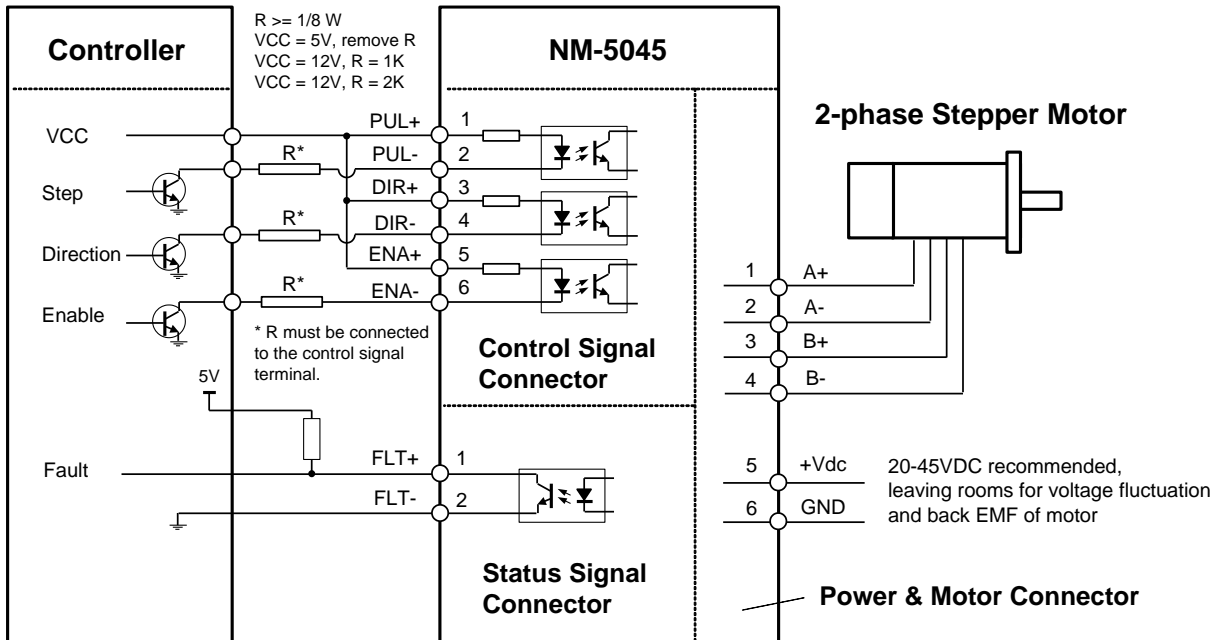 R >= 1/8 W
VCC = 5V, remove R
VCC = 12V, R = 1K
VCC = 12V, R = 2K
Controller
NM-5045
2-phase Stepper Motor
VCC
PUL+
1
R*
PUL-
2
Step
DIR+
3
R*
DIR-
4
Direction
ENA+
5
R*
ENA-
6
Enable
* R must be connected
to the control signal
terminal.
Control Signal
Connector
1
A+
2
A-
3
B+
4
B-
5V
Fault
FLT+
1
FLT-
2
5
+Vdc
6
GND
20-45VDC recommended,
leaving rooms for voltage fluctuation
and back EMF of motor
Status Signal
Connector
Power & Motor Connector